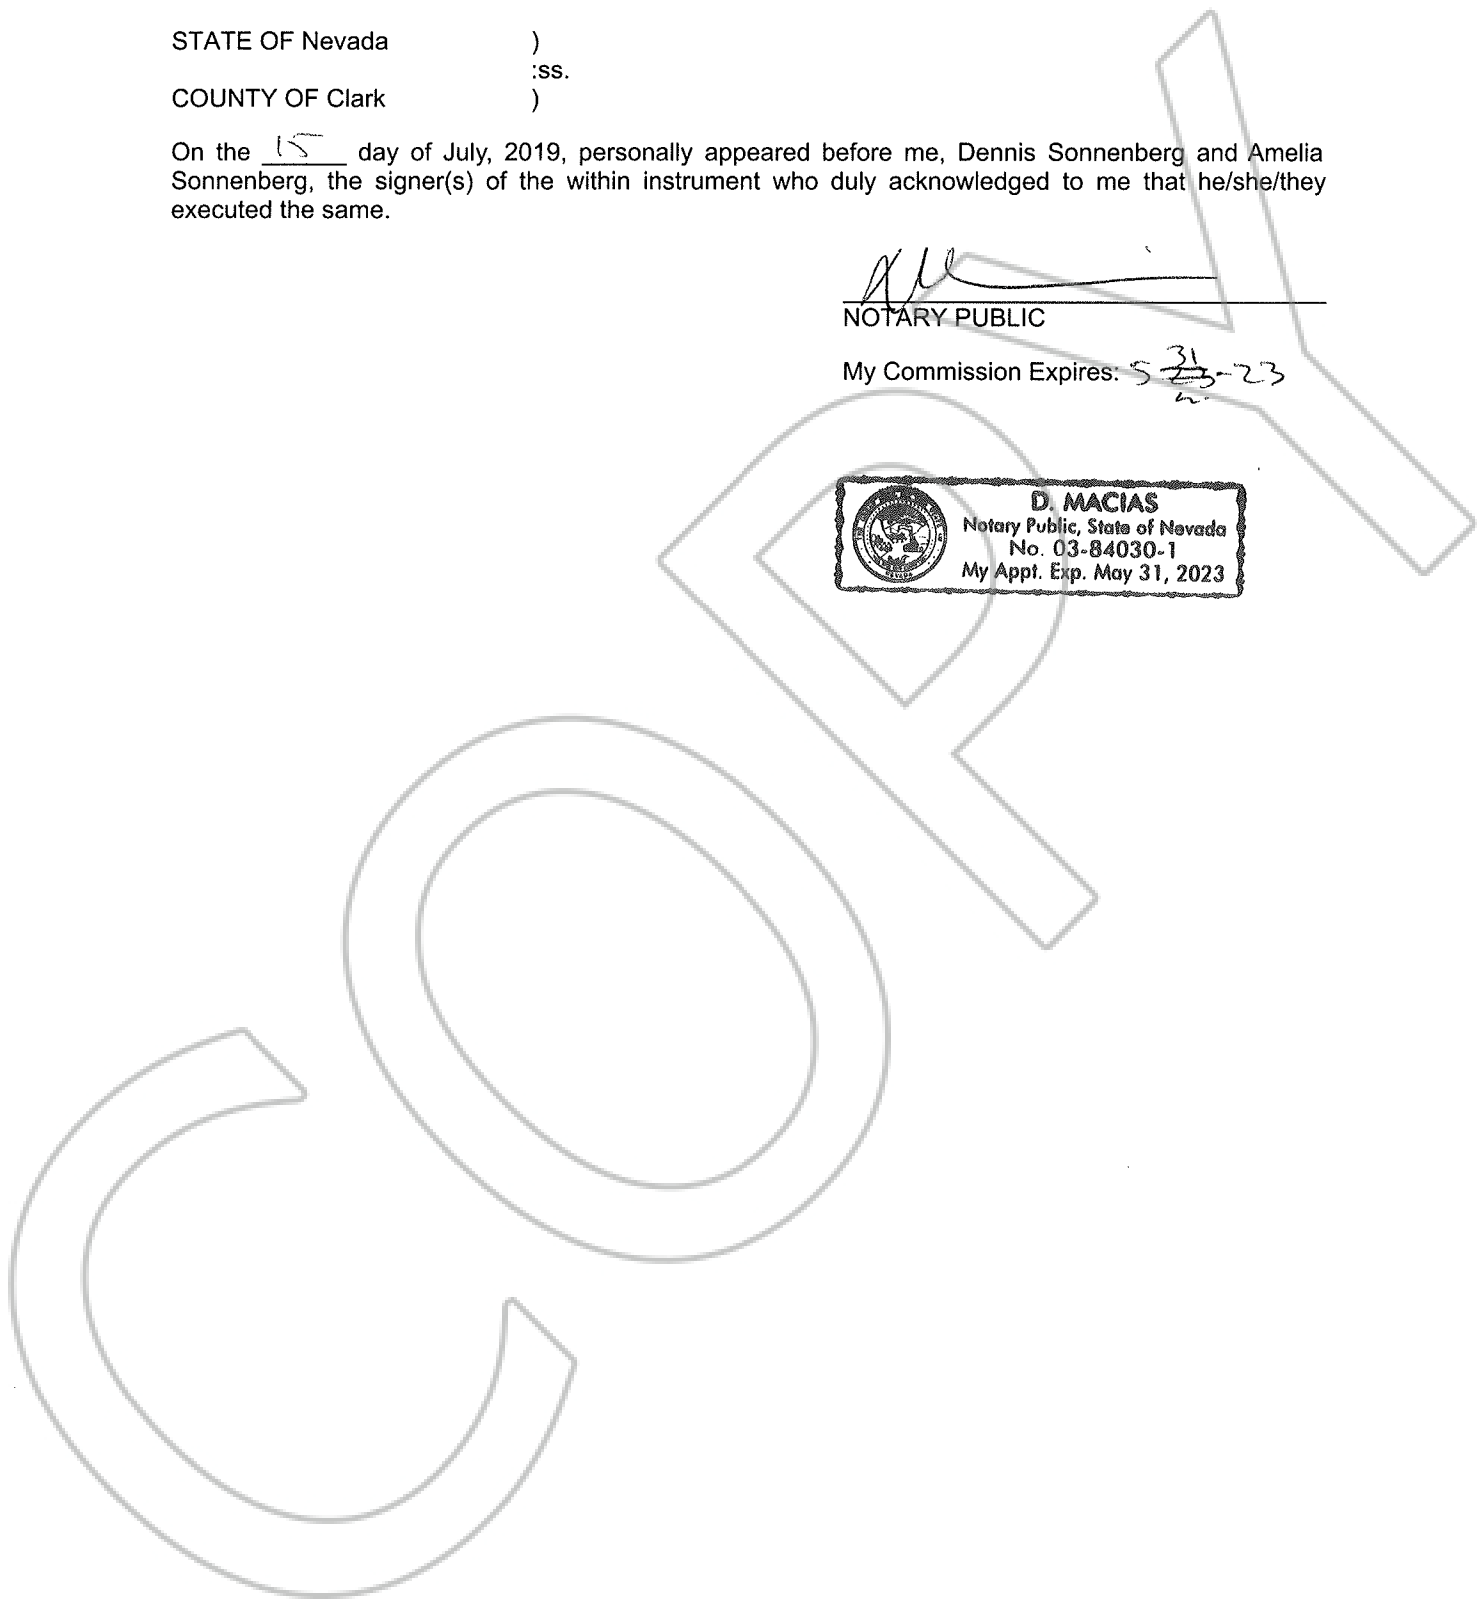 STATE OF Nevada )
:ss.
COUNTY OF Clark )
On the 15 day of July, 2019, personally appeared before me, Dennis Sonnenberg and Amelia
Sonnenberg, the signer(s) of the within instrument who duly acknowledged to me that he/she/they
executed the same.
NOTARY PUBLIC
31
My Commission Expires: 5 23-23
D. MACIAS
Notary Public, State of Nevada
No. 03-84030-1
My Appt. Exp. May 31, 2023
NEVADA
COPY